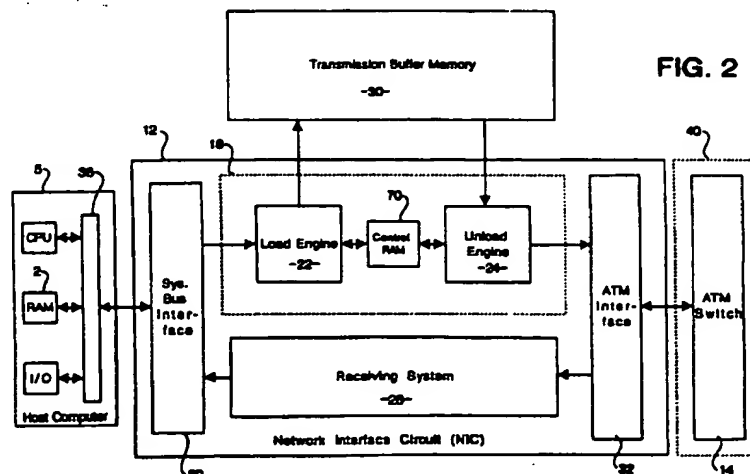 Transmission Buffer Memory
-30-
FIG. 2
12
18
40
5
36
70
CPU
2
RAM
I/O
Host Computer
Sys.
Bus
Inter-
face
Load Engine
-22-
Control
RAM
Unload
Engine
-24-
ATM
Inter-
face
ATM
Switch
Receiving System
Network Interface Circuit (NIC)
32
14